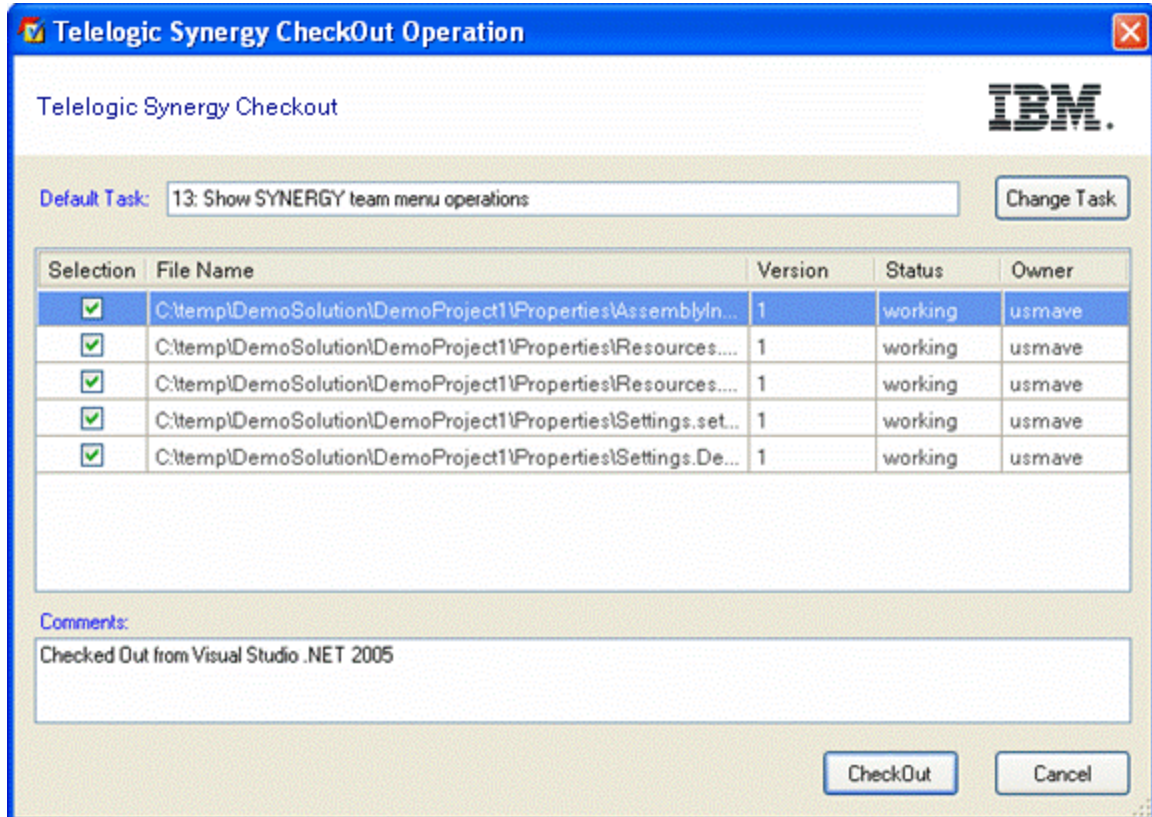 Telelogic Synergy CheckOut Operation
Telelogic Synergy Checkout
IBM.
Default Task: 13: Show SYNERGY team menu operations Change Task
Selection File Name Version Status Owner
C:\temp\DemoSolution\DemoProject1\Properties\AssemblyIn... 1 working usmave
C:\temp\DemoSolution\DemoProject1\Properties\Resources.... 1 working usmave
C:\temp\DemoSolution\DemoProject1\Properties\Resources.... 1 working usmave
C:\temp\DemoSolution\DemoProject1\Properties\Settings.set... 1 working usmave
C:\temp\DemoSolution\DemoProject1\Properties\Settings.De... 1 working usmave
Comments:
Checked Out from Visual Studio .NET 2005
CheckOut Cancel